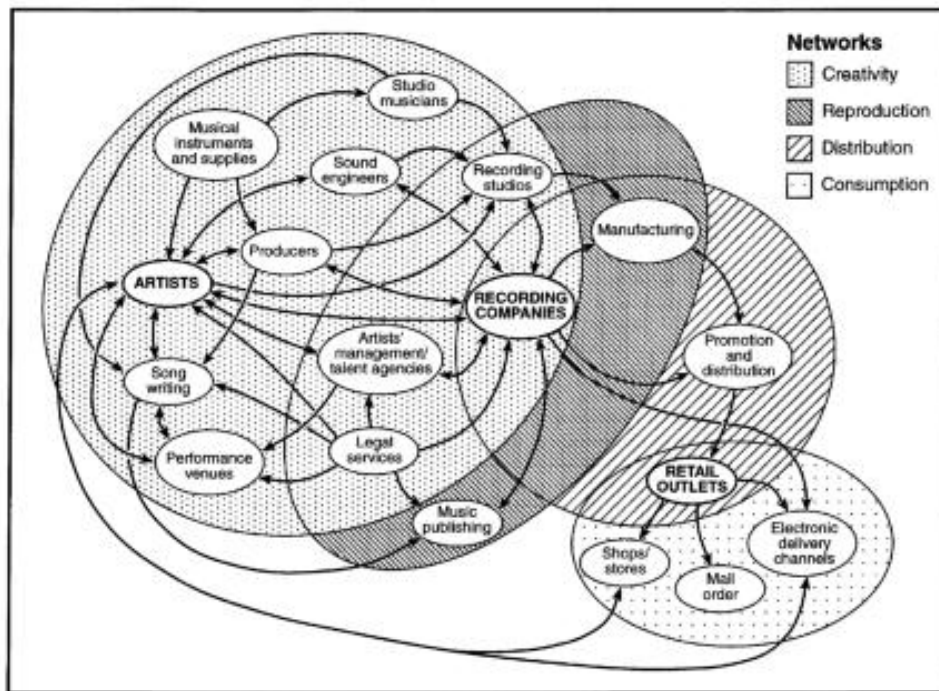 Networks
Creativity
Reproduction
Distribution
Consumption
Studio
musicians
Musical
instruments
and supplies
Sound
engineers
Recording
studios
Manufacturing
Producers
ARTISTS
RECORDING
COMPANIES
Artists'
management/
talent agencies
Promotion
and
distribution
Song
writing
Performance
venues
Legal
services
Music
publishing
RETAIL
OUTLETS
Shops/
stores
Mail
order
Electronic
delivery
channels